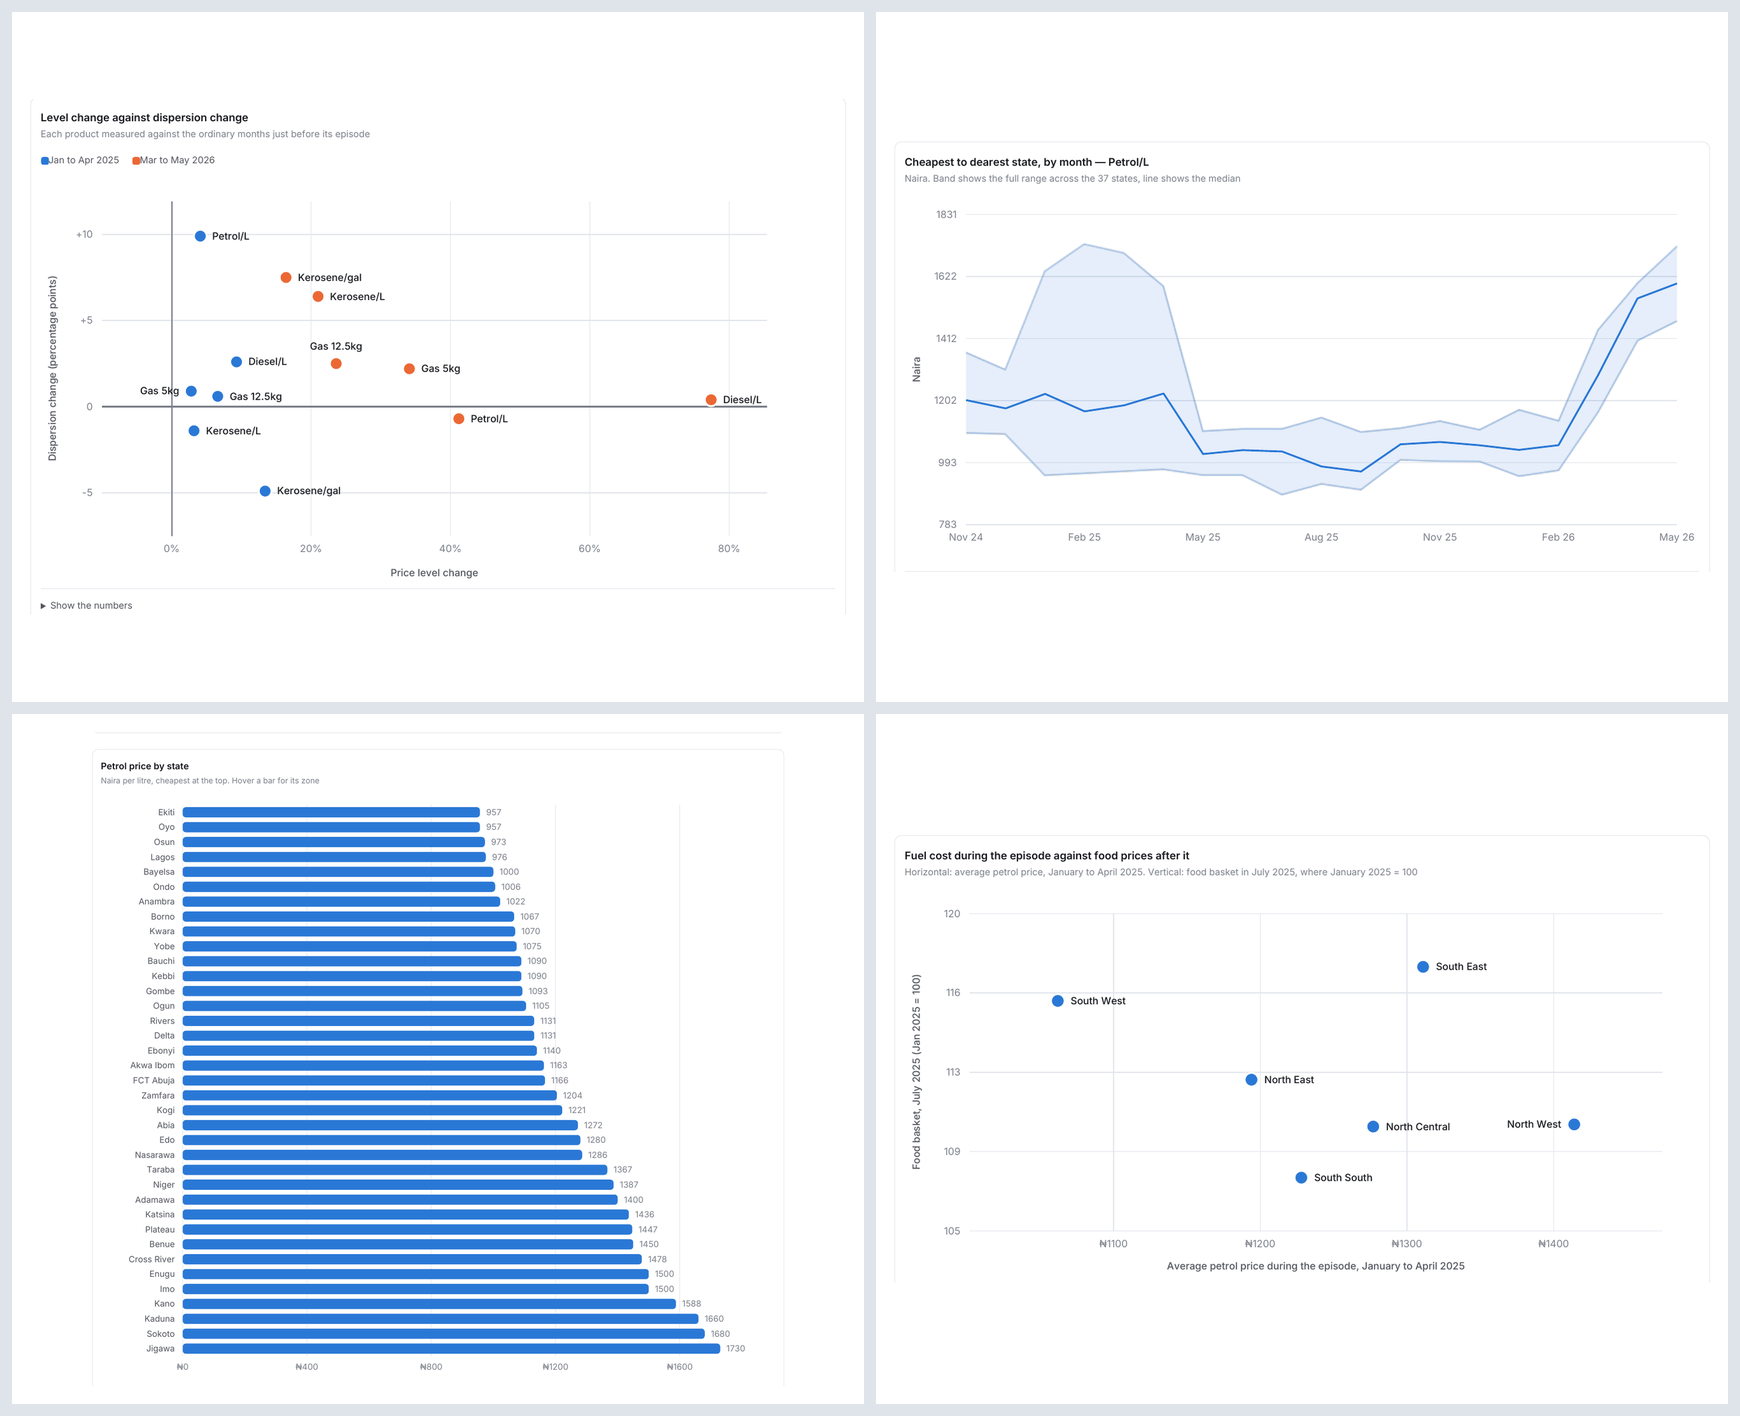 Level change against dispersion change
Each product measured against the ordinary months just before its episode
Jan to Apr 2025 Mar to May 2026
Dispersion change (percentage points)
+10
+5
0
-5
Petrol/L
Kerosene/gal
Kerosene/L
Gas 12.5kg
Diesel/L
Gas 5kg
Gas 5kg
Gas 12.5kg
Diesel/L
Petrol/L
Kerosene/L
Kerosene/gal
0% 20% 40% 60% 80%
Price level change
▶ Show the numbers
Cheapest to dearest state, by month — Petrol/L
Naira. Band shows the full range across the 37 states, line shows the median
Naira
1831
1622
1412
1202
993
783
Nov 24 Feb 25 May 25 Aug 25 Nov 25 Feb 26 May 26
Petrol price by state
Naira per litre, cheapest at the top. Hover a bar for its zone
Ekiti 957
Oyo 957
Osun 973
Lagos 976
Bayelsa 1000
Ondo 1006
Anambra 1022
Borno 1067
Kwara 1070
Yobe 1075
Bauchi 1090
Kebbi 1090
Gombe 1093
Ogun 1105
Rivers 1131
Delta 1131
Ebonyi 1140
Akwa Ibom 1163
FCT Abuja 1166
Zamfara 1204
Kogi 1221
Abia 1272
Edo 1280
Nasarawa 1286
Taraba 1367
Niger 1387
Adamawa 1400
Katsina 1436
Plateau 1447
Benue 1450
Cross River 1478
Enugu 1500
Imo 1500
Kano 1588
Kaduna 1660
Sokoto 1680
Jigawa 1730
₦0 ₦400 ₦800 ₦1200 ₦1600
Fuel cost during the episode against food prices after it
Horizontal: average petrol price, January to April 2025. Vertical: food basket in July 2025, where January 2025 = 100
Food basket, July 2025 (Jan 2025 = 100)
120
116
113
109
105
South East
South West
North East
North Central
North West
South South
₦1100 ₦1200 ₦1300 ₦1400
Average petrol price during the episode, January to April 2025